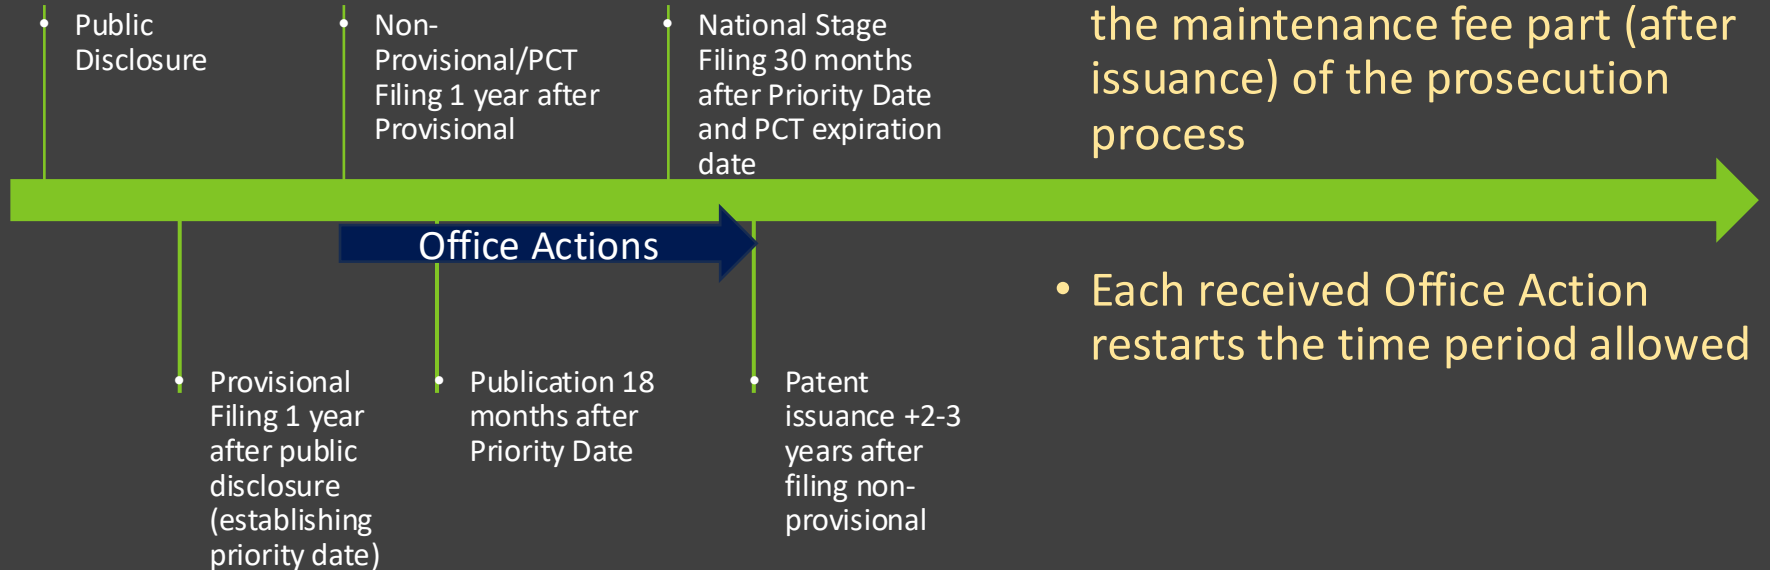 • Public
Disclosure
• Non-
Provisional/PCT
Filing 1 year after
Provisional
• National Stage
Filing 30 months
after Priority Date
and PCT expiration
date
the maintenance fee part (after
issuance) of the prosecution
process
Office Actions
• Provisional
Filing 1 year
after public
disclosure
(establishing
priority date)
• Publication 18
months after
Priority Date
• Patent
issuance +2-3
years after
filing non-
provisional
• Each received Office Action
restarts the time period allowed